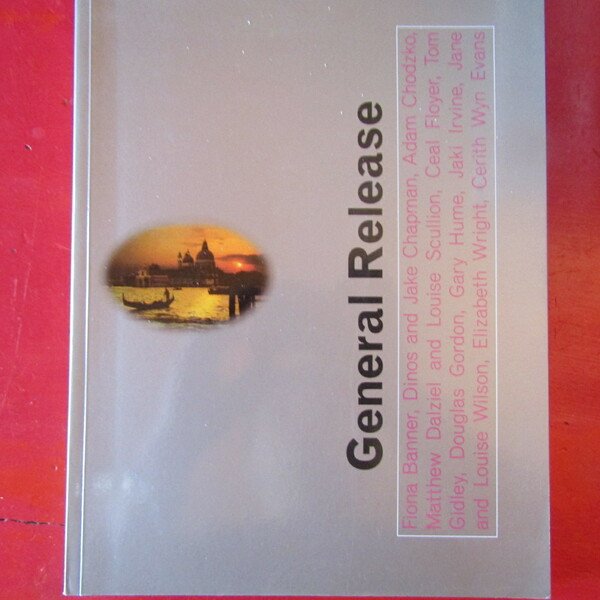 General Release
Fiona Banner, Dinos and Jake Chapman, Adam Chodzko,
Matthew Dalziel and Louise Scullion, Ceal Floyer, Tom
Gidley, Douglas Gordon, Gary Hume, Jaki Irvine, Jane
and Louise Wilson, Elizabeth Wright, Cerith Wyn Evans